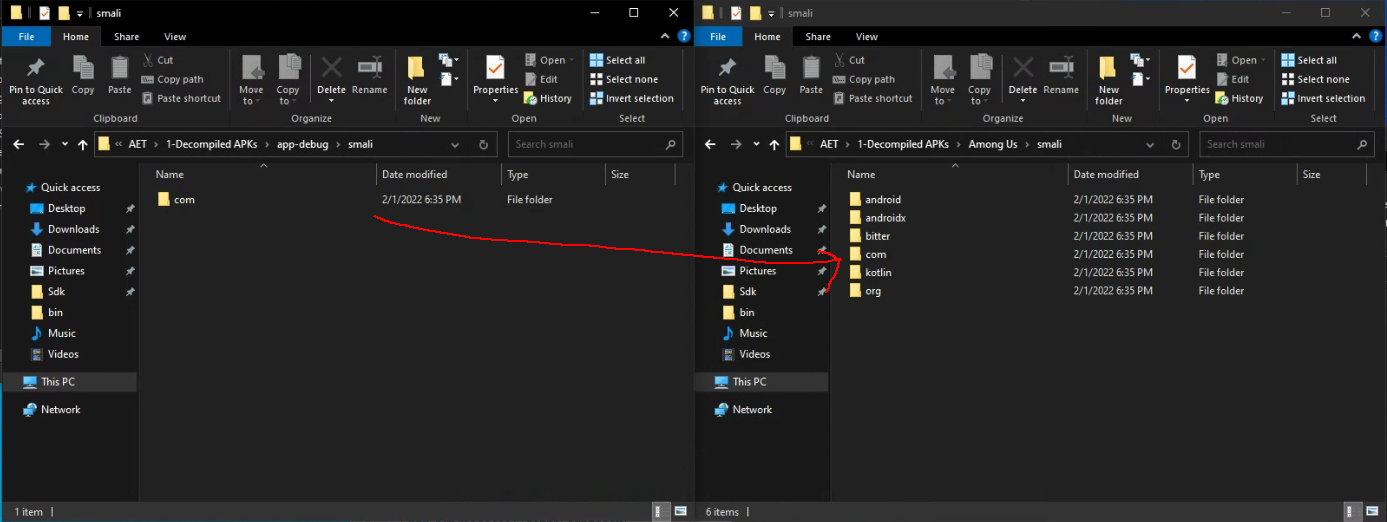 smali
File Home Share View
Pin to Quick access
Copy
Paste
Cut
Copy path
Paste shortcut
Clipboard
Move to
Copy to
Delete
Rename
Organize
New folder
New
Properties
Open
Edit
History
Open
Select all
Select none
Invert selection
Select
« AET > 1-Decompiled APKs > app-debug > smali
Search smali
Name Date modified Type Size
Quick access
Desktop
Downloads
Documents
Pictures
Sdk
bin
Music
Videos
This PC
Network
com 2/1/2022 6:35 PM File folder
1 item
smali
File Home Share View
Pin to Quick access
Copy
Paste
Cut
Copy path
Paste shortcut
Clipboard
Move to
Copy to
Delete
Rename
Organize
New folder
New
Properties
Open
Edit
History
Open
Select all
Select none
Invert selection
Select
« AET > 1-Decompiled APKs > Among Us > smali
Search smali
Name Date modified Type Size
Quick access
Desktop
Downloads
Documents
Pictures
Sdk
bin
Music
Videos
This PC
Network
android 2/1/2022 6:35 PM File folder
androidx 2/1/2022 6:35 PM File folder
bitter 2/1/2022 6:35 PM File folder
com 2/1/2022 6:35 PM File folder
kotlin 2/1/2022 6:35 PM File folder
org 2/1/2022 6:35 PM File folder
6 items